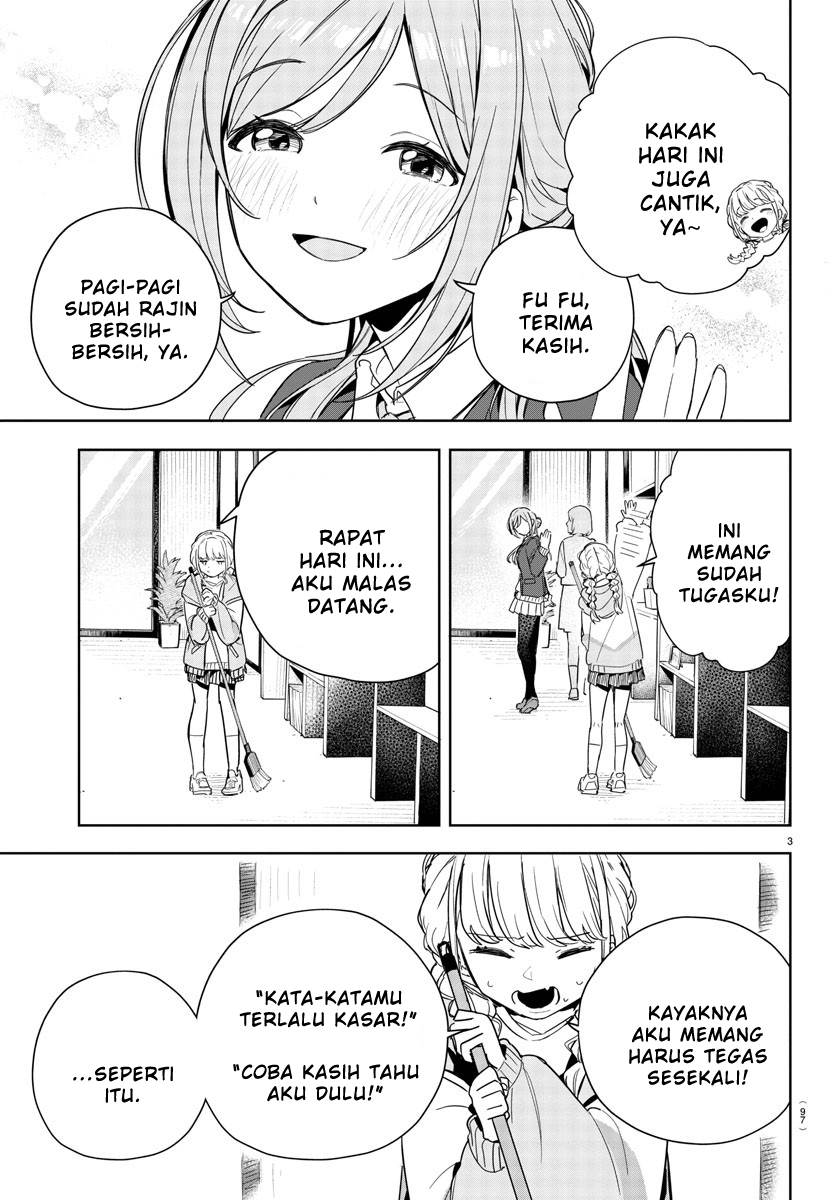 KAKAK
HARI INI
JUGA
CANTIK,
YA~
FU FU,
TERIMA
KASIH.
PAGI-PAGI
SUDAH RAJIN
BERSIH-
BERSIH, YA.
INI
MEMANG
SUDAH
TUGASKU!
RAPAT
HARI INI...
AKU MALAS
DATANG.
3
KAYAKNYA
AKU MEMANG
HARUS TEGAS
SESEKALI!
"KATA-KATAMU
TERLALU KASAR!"
"COBA KASIH TAHU
AKU DULU!"
...SEPERTI
ITU.
(97)